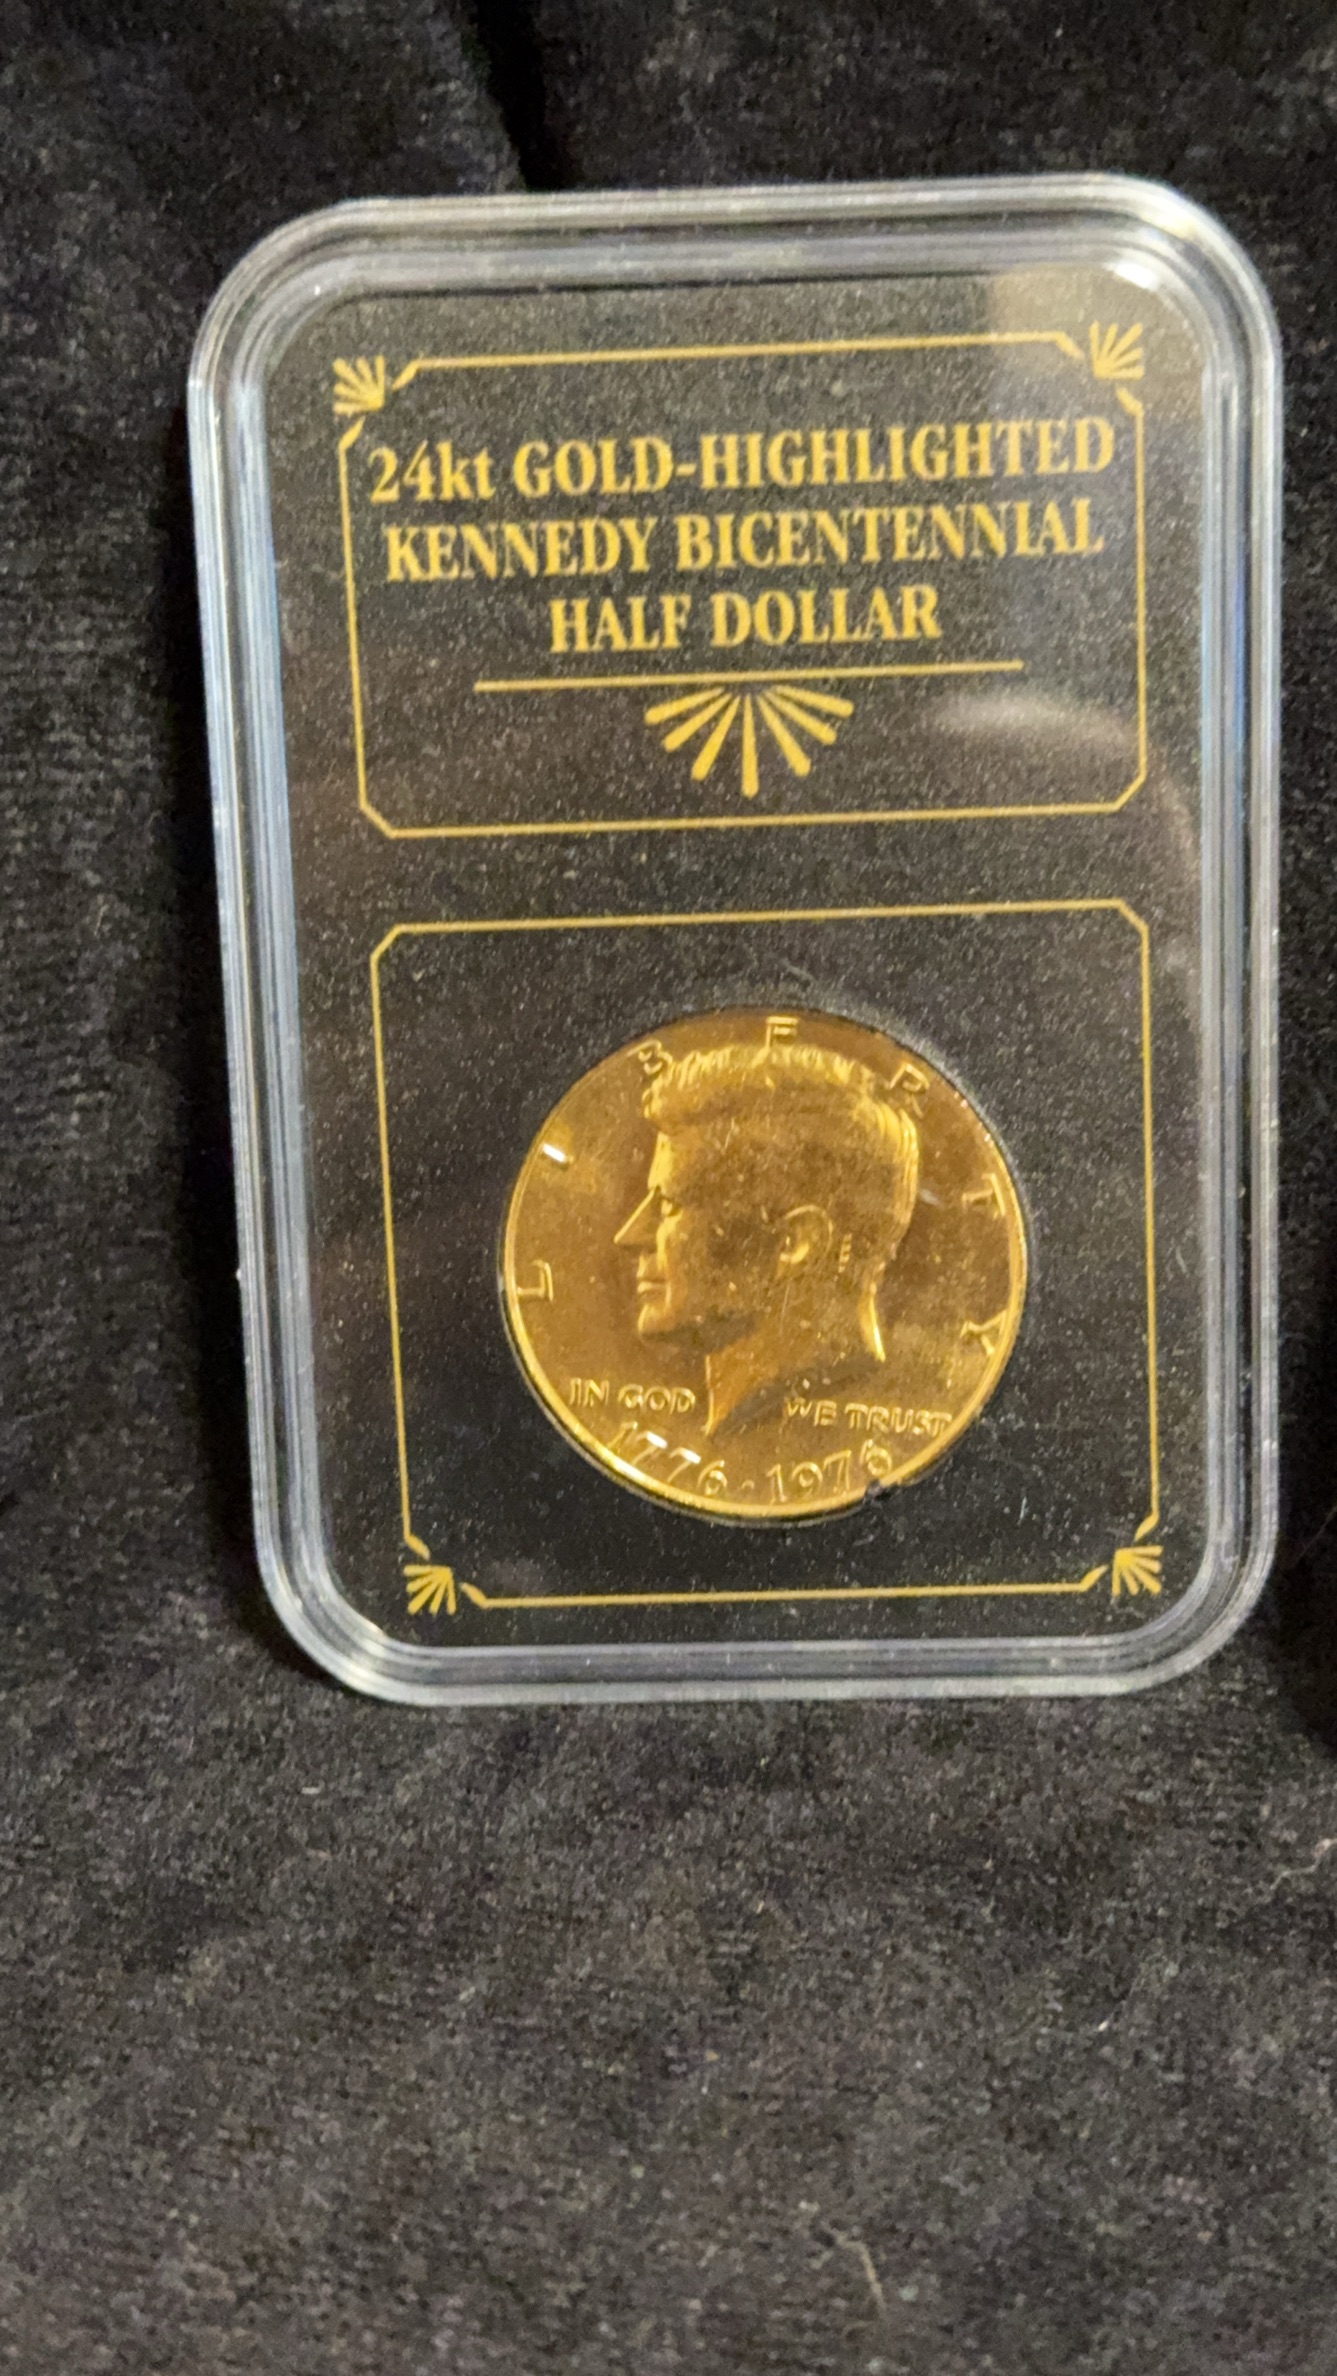 24kt GOLD-HIGHLIGHTED
KENNEDY BICENTENNIAL
HALF DOLLAR
LIBERTY
IN GOD WE TRUST
1776·1976